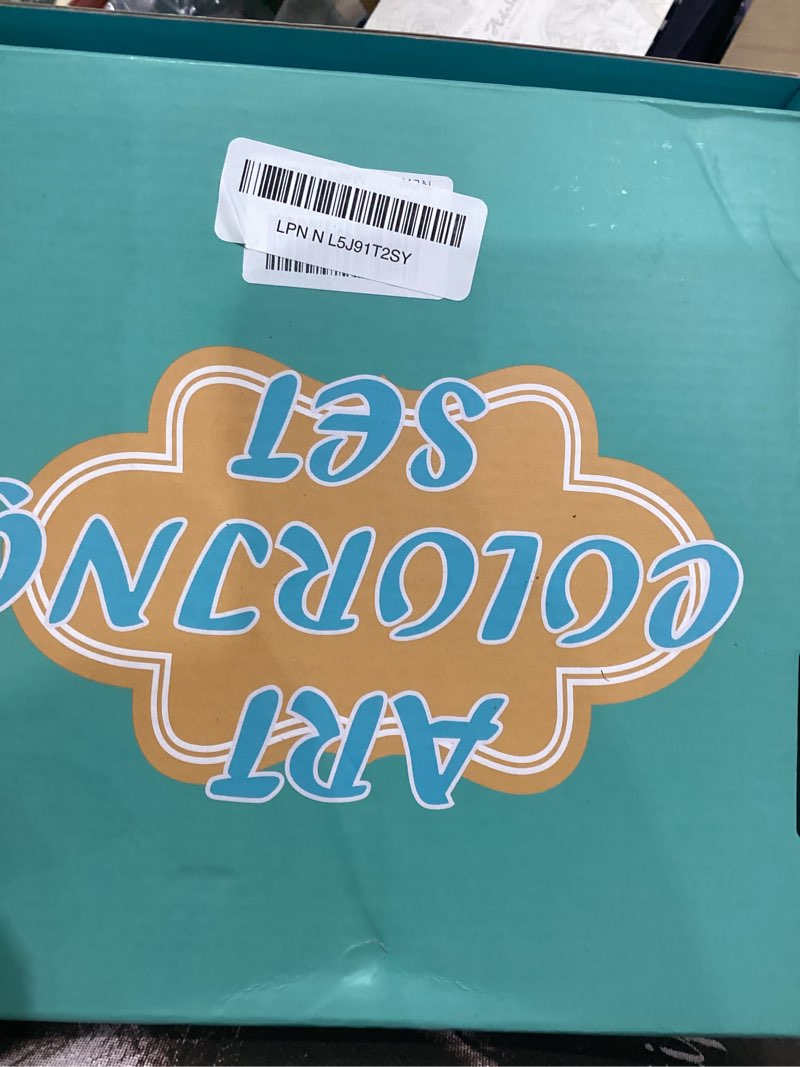 LPN N L5J91T2SY
ART
COLORING
SET